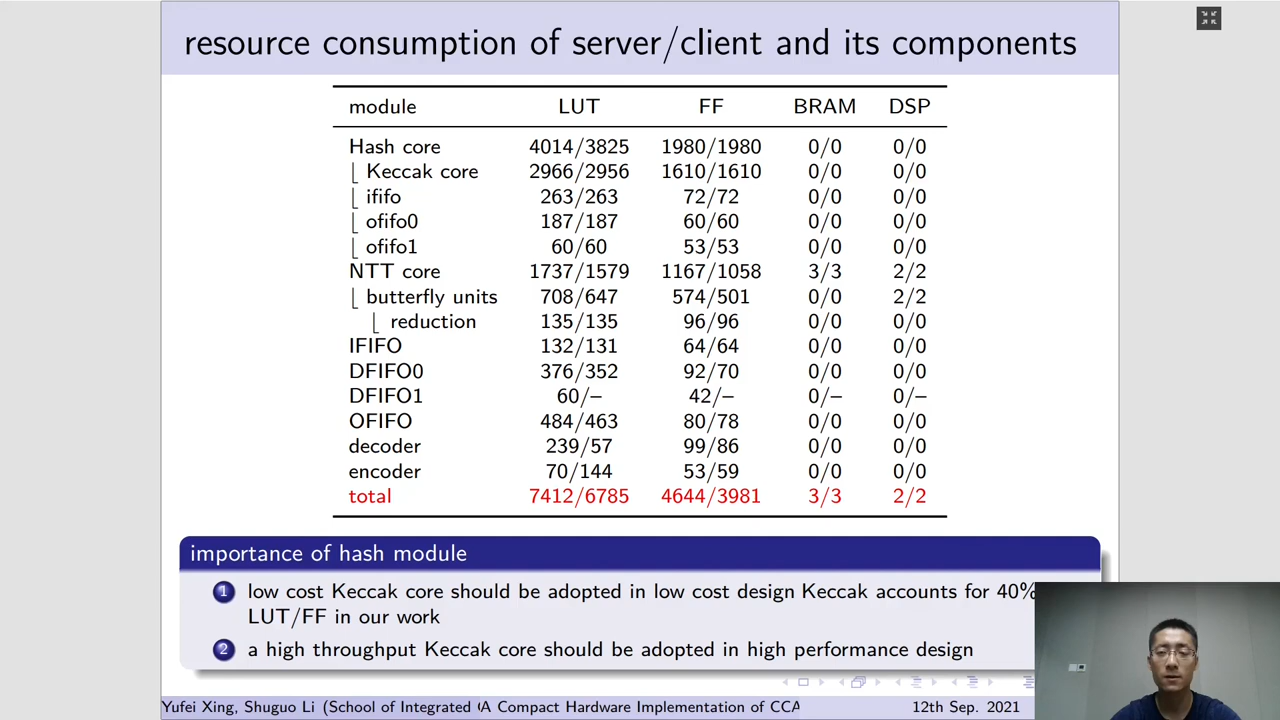 resource consumption of server/client and its components
module LUT FF BRAM DSP
Hash core 4014/3825 1980/1980 0/0 0/0
⌊ Keccak core 2966/2956 1610/1610 0/0 0/0
⌊ ififo 263/263 72/72 0/0 0/0
⌊ ofifo0 187/187 60/60 0/0 0/0
⌊ ofifo1 60/60 53/53 0/0 0/0
NTT core 1737/1579 1167/1058 3/3 2/2
⌊ butterfly units 708/647 574/501 0/0 2/2
⌊ reduction 135/135 96/96 0/0 0/0
IFIFO 132/131 64/64 0/0 0/0
DFIFO0 376/352 92/70 0/0 0/0
DFIFO1 60/– 42/– 0/– 0/–
OFIFO 484/463 80/78 0/0 0/0
decoder 239/57 99/86 0/0 0/0
encoder 70/144 53/59 0/0 0/0
total 7412/6785 4644/3981 3/3 2/2
importance of hash module
1 low cost Keccak core should be adopted in low cost design Keccak accounts for 40%
LUT/FF in our work
2 a high throughput Keccak core should be adopted in high performance design
Yufei Xing, Shuguo Li (School of Integrated A Compact Hardware Implementation of CCA 12th Sep. 2021